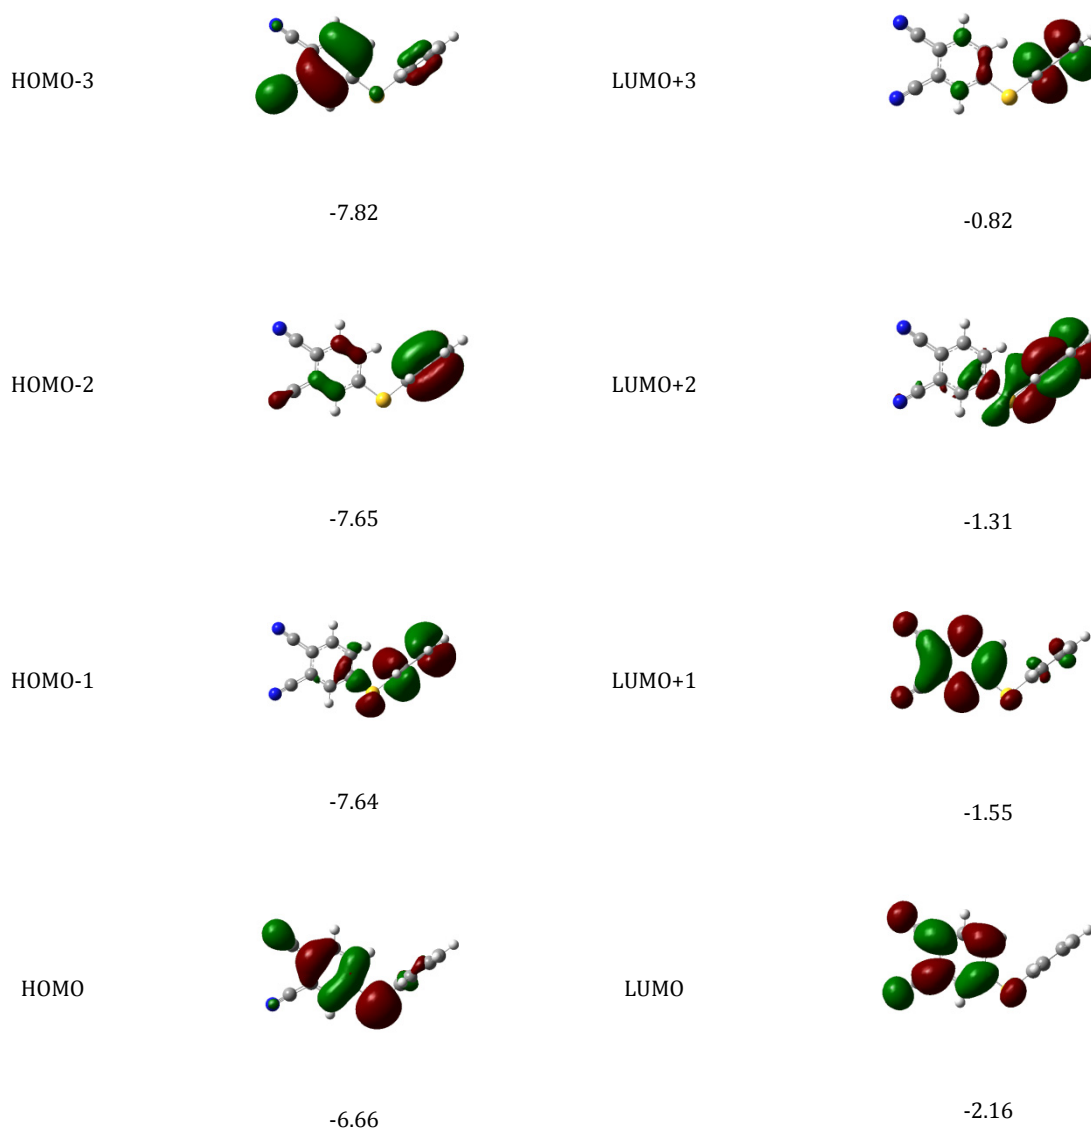 HOMO-3
LUMO+3
-7.82
-0.82
HOMO-2
LUMO+2
-7.65
-1.31
HOMO-1
LUMO+1
-7.64
-1.55
HOMO
LUMO
-6.66
-2.16